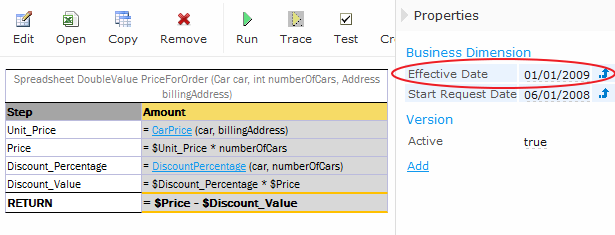 Edit Open Copy Remove Run Trace Test
Spreadsheet DoubleValue PriceForOrder (Car car, int numberOfCars, Address
billingAddress)
Step Amount
Unit_Price = CarPrice (car, billingAddress)
Price = $Unit_Price * numberOfCars
Discount_Percentage = DiscountPercentage (car, numberOfCars)
Discount_Value = $Discount_Percentage * $Price
RETURN = $Price - $Discount_Value
Properties
Business Dimension
Effective Date 01/01/2009
Start Request Date 06/01/2008
Version
Active true
Add